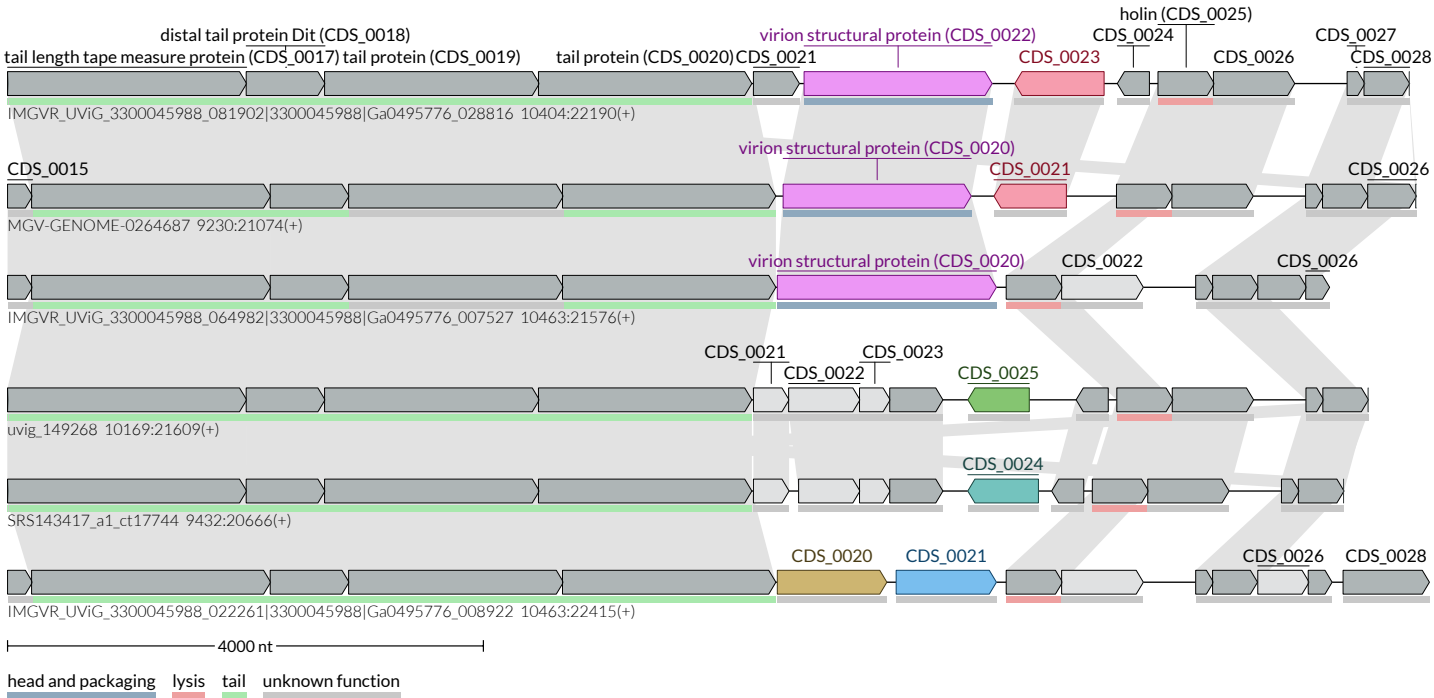 holin (CDS_0025)
distal tail protein Dit (CDS_0018) virion structural protein (CDS_0022) CDS_0024 CDS_0027
tail length tape measure protein (CDS_0017) tail protein (CDS_0019) tail protein (CDS_0020) CDS_0021 CDS_0023 CDS_0026 CDS_0028
IMGVR_UViG_3300045988_081902|3300045988|Ga0495776_028816 10404:22190(+)
virion structural protein (CDS_0020)
CDS_0015 CDS_0021 CDS_0026
MGV-GENOME-0264687 9230:21074(+)
virion structural protein (CDS_0020) CDS_0022 CDS_0026
IMGVR_UViG_3300045988_064982|3300045988|Ga0495776_007527 10463:21576(+)
CDS_0021 CDS_0023
CDS_0022 CDS_0025
uvig_149268 10169:21609(+)
CDS_0024
SRS143417_a1_ct17744 9432:20666(+)
CDS_0020 CDS_0021 CDS_0026 CDS_0028
IMGVR_UViG_3300045988_022261|3300045988|Ga0495776_008922 10463:22415(+)
4000 nt
head and packaging lysis tail unknown function